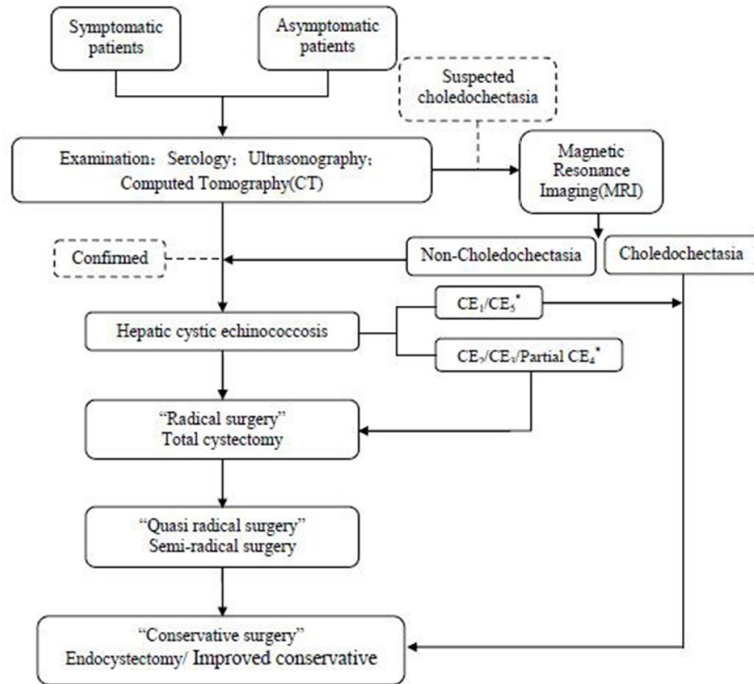 Symptomatic
patients
Asymptomatic
patients
Suspected
choledochectasia
Examination: Serology; Ultrasonography;
Computed Tomography(CT)
Magnetic
Resonance
Imaging(MRI)
Confirmed
Non-Choledochectasia
Choledochectasia
Hepatic cystic echinococcosis
CE₁/CE₅*
CE₂/CE₃/Partial CE₄*
“Radical surgery”
Total cystectomy
“Quasi radical surgery”
Semi-radical surgery
“Conservative surgery”
Endocystectomy/ Improved conservative